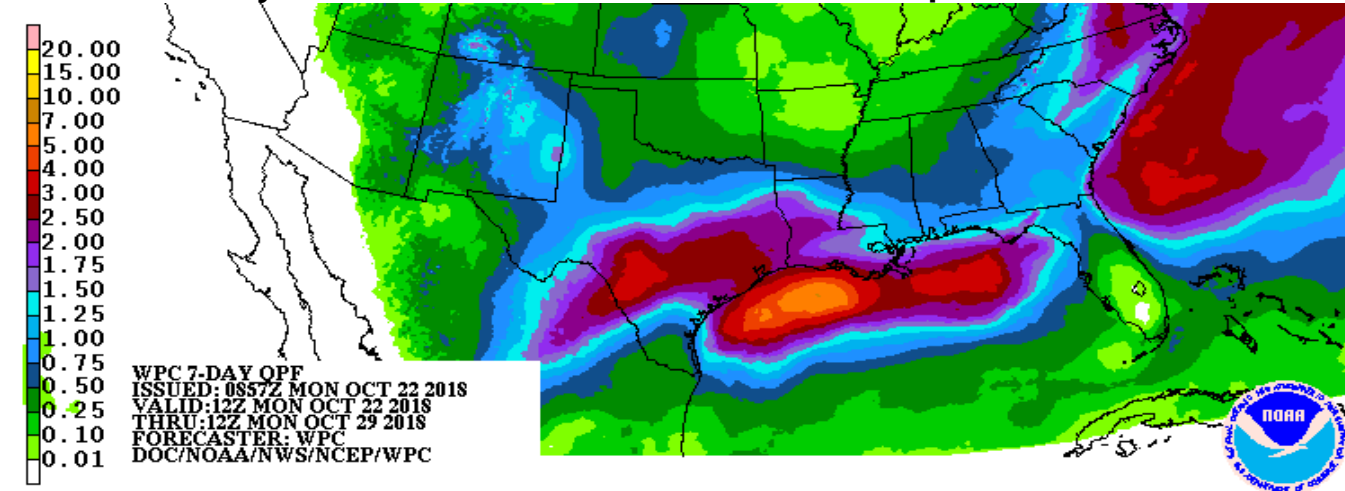 20.00
15.00
10.00
7.00
5.00
4.00
3.00
2.50
2.00
1.75
1.50
1.25
1.00
0.75
0.50
0.25
0.10
0.01
WPC 7-DAY QPF
ISSUED: 0857Z MON OCT 22 2018
VALID:12Z MON OCT 22 2018
THRU:12Z MON OCT 29 2018
FORECASTER: WPC
DOC/NOAA/NWS/NCEP/WPC
NOAA